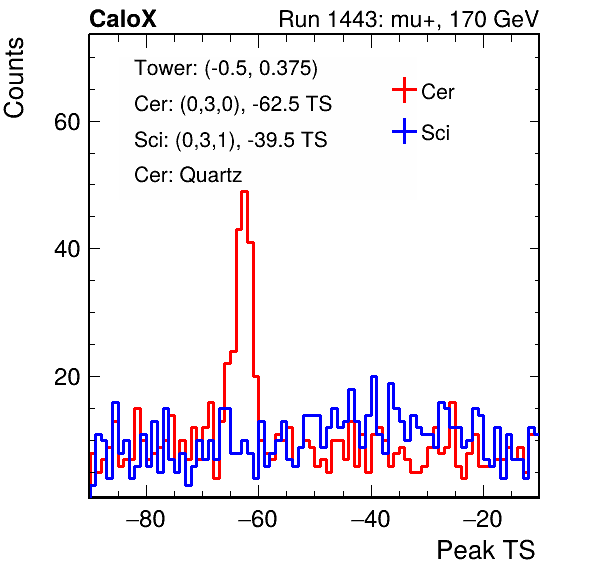 CaloX Run 1443: mu+, 170 GeV
Counts
Tower: (-0.5, 0.375)
Cer: (0,3,0), -62.5 TS
Sci: (0,3,1), -39.5 TS
Cer: Quartz
Cer
Sci
60
40
20
−80 −60 −40 −20
Peak TS